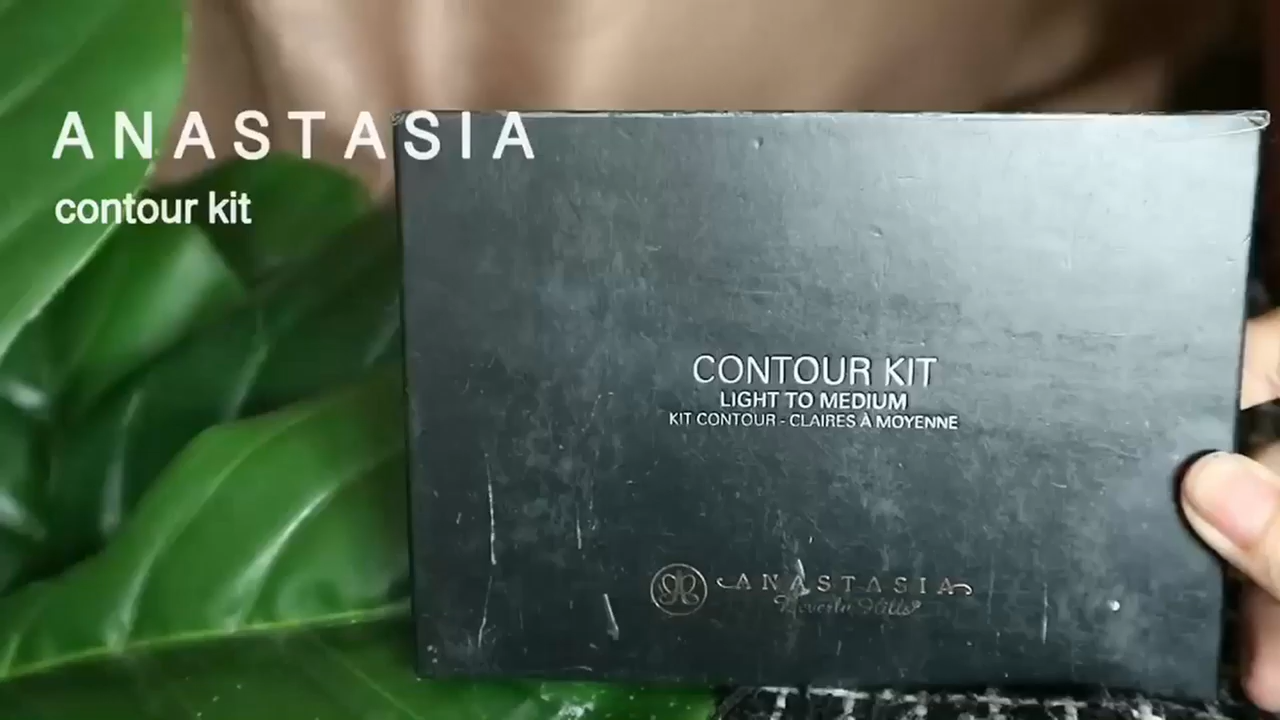 ANASTASIA
contour kit
CONTOUR KIT
LIGHT TO MEDIUM
KIT CONTOUR - CLAIRES À MOYENNE
ANASTASIA
Beverly Hills